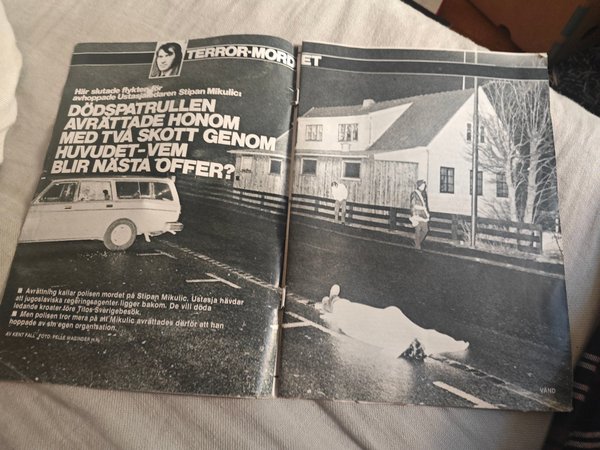 TERROR-MORDET
Här slutade flykten för
avhoppade Ustasjaledaren Stipan Mikulic:
DÖDSPATRULLEN
AVRÄTTADE HONOM
MED TVÅ SKOTT GENOM
HUVUDET-VEM
BLIR NÄSTA OFFER?
■ Avrättning kallar polisen mordet på Stipan Mikulic. Ustasja hävdar
att jugoslaviska regeringsagenter ligger bakom. De vill döda
ledande kroater före Titos Sverigebesök.
■ Men polisen tror mera på att Mikulic avrättades därför att han
hoppade av sin egen organisation.
AV KENT FALL FOTO: PELLE
VÄND